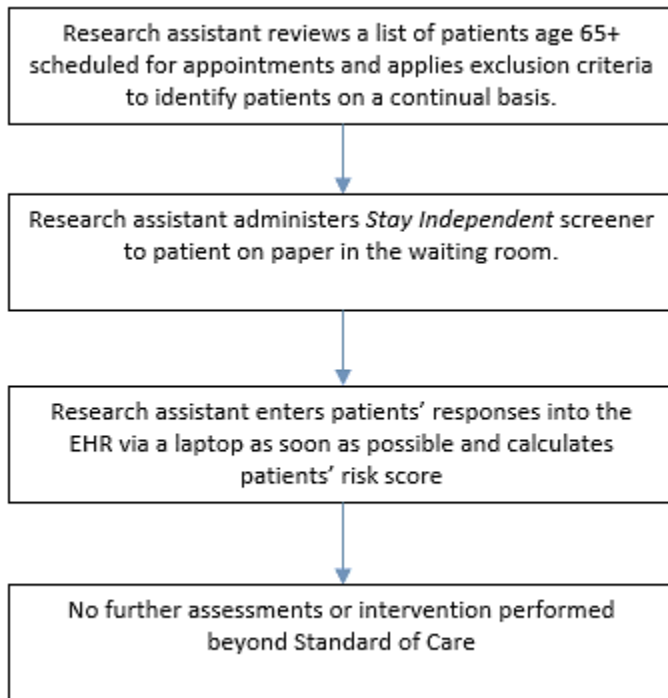 Research assistant reviews a list of patients age 65+
scheduled for appointments and applies exclusion criteria
to identify patients on a continual basis.
Research assistant administers Stay Independent screener
to patient on paper in the waiting room.
Research assistant enters patients’ responses into the
EHR via a laptop as soon as possible and calculates
patients’ risk score
No further assessments or intervention performed
beyond Standard of Care